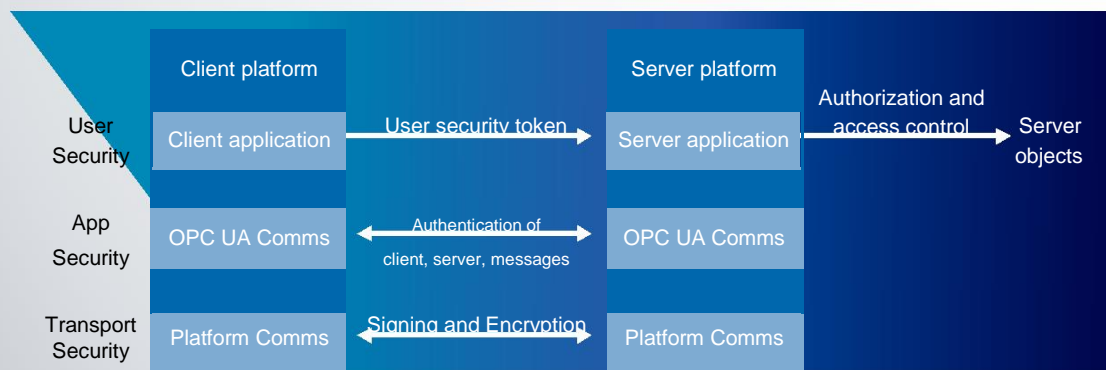 Client platform
Server platform
User
Security
Client application
User security token
Server application
Authorization and
access control
Server
objects
App
Security
OPC UA Comms
Authentication of
client, server, messages
OPC UA Comms
Transport
Security
Platform Comms
Signing and Encryption
Platform Comms